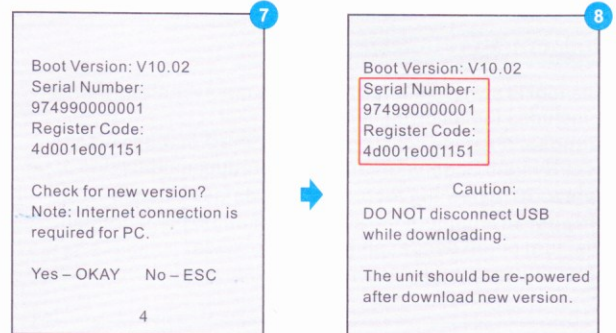 7
Boot Version: V10.02
Serial Number:
974990000001
Register Code:
4d001e001151
Check for new version?
Note: Internet connection is
required for PC.
Yes – OKAY No – ESC
4
8
Boot Version: V10.02
Serial Number:
974990000001
Register Code:
4d001e001151
Caution:
DO NOT disconnect USB
while downloading.
The unit should be re-powered
after download new version.